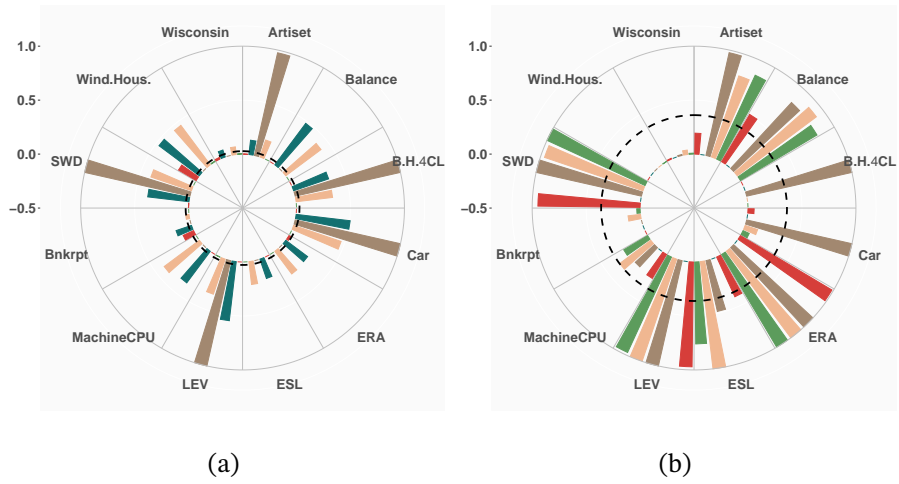 Wisconsin Artiset
1.0
Wind.Hous. Balance
0.5
0.0
SWD B.H.4CL
−0.5
Bnkrpt Car
MachineCPU ERA
LEV ESL
(a)
Wisconsin Artiset
1.0
Wind.Hous. Balance
0.5
0.0
SWD B.H.4CL
−0.5
Bnkrpt Car
MachineCPU ERA
LEV ESL
(b)